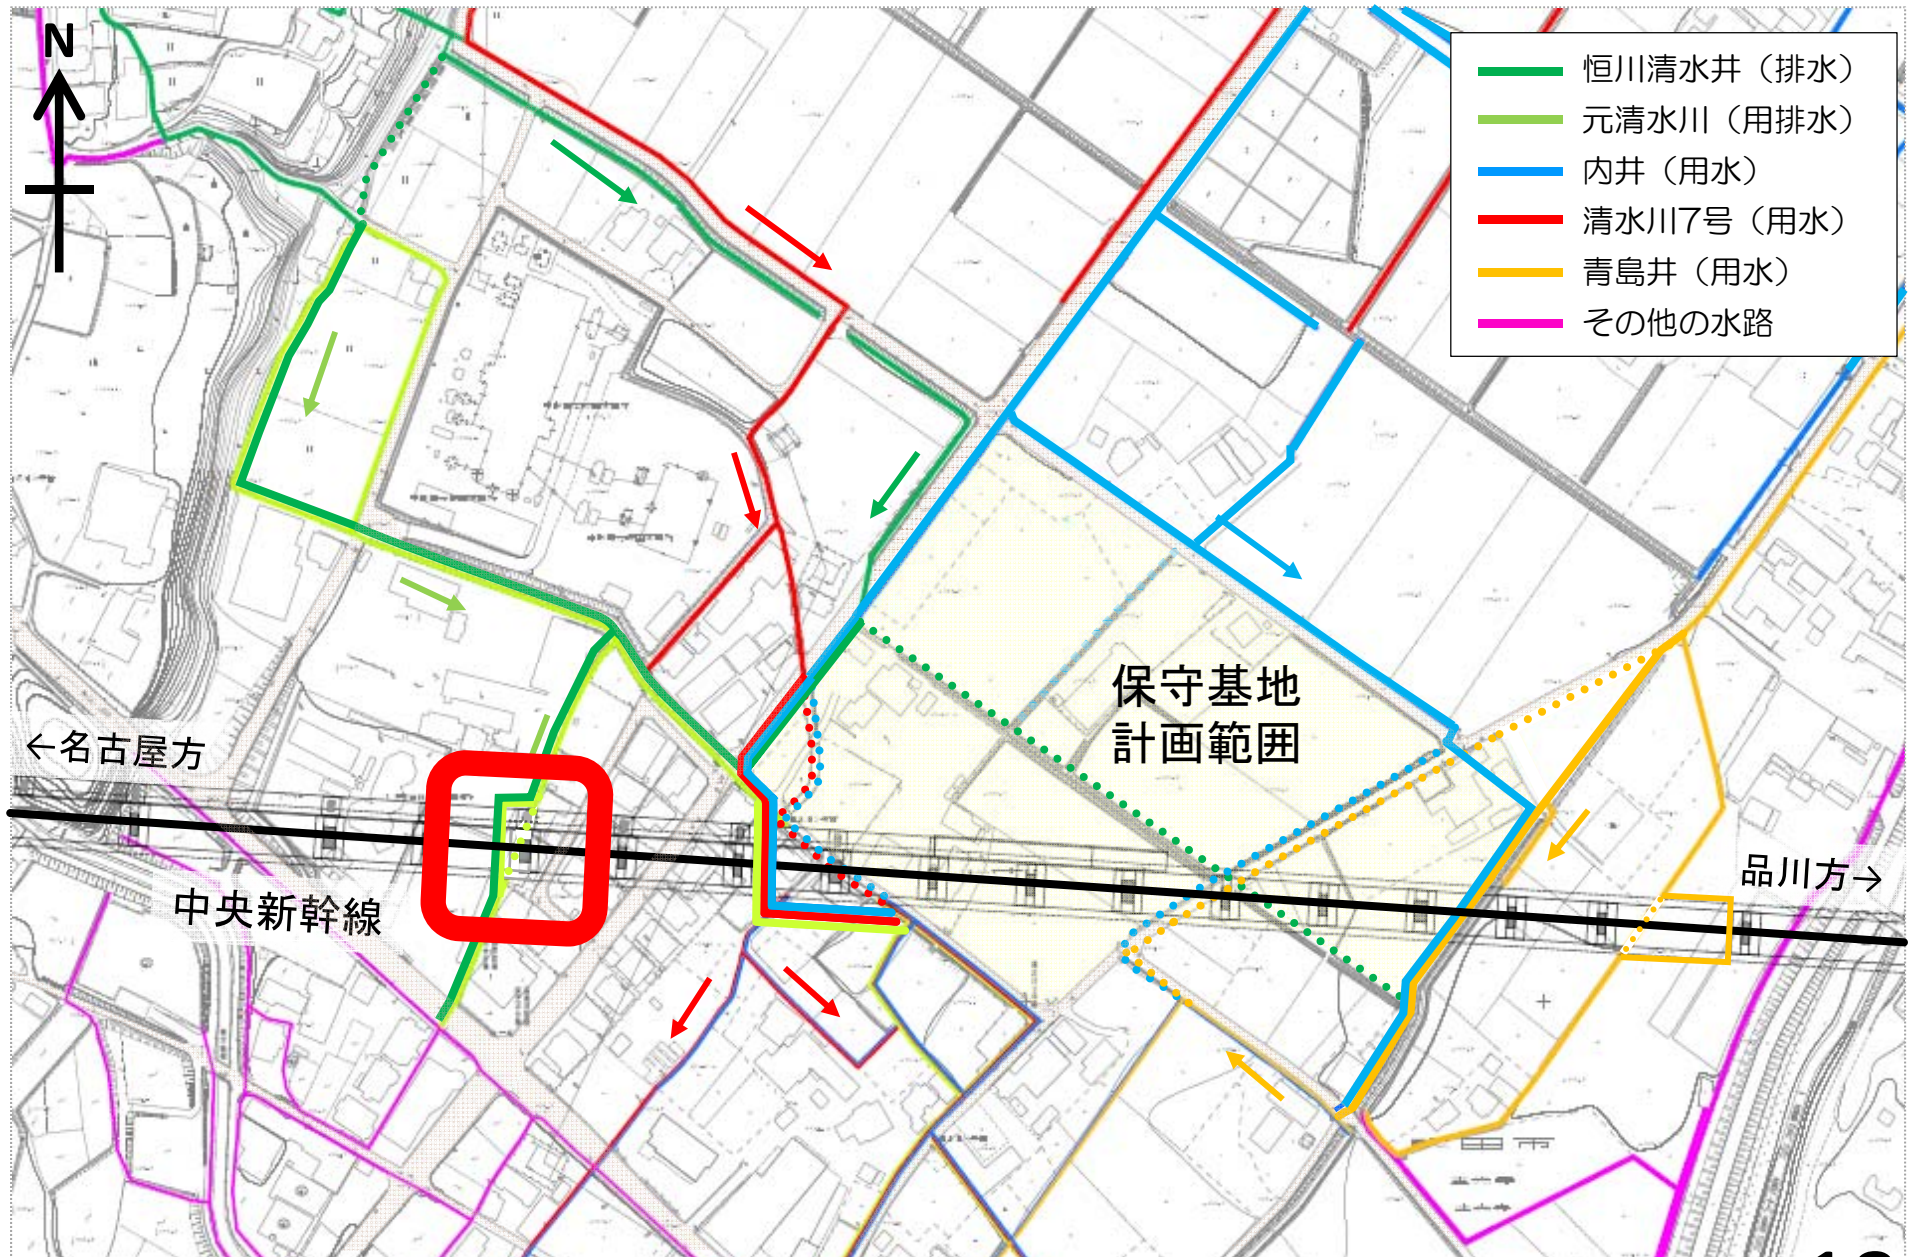 N
恒川清水井（排水）
元清水川（用排水）
内井（用水）
清水川7号（用水）
青島井（用水）
その他の水路
保守基地
計画範囲
←名古屋方
中央新幹線
品川方→